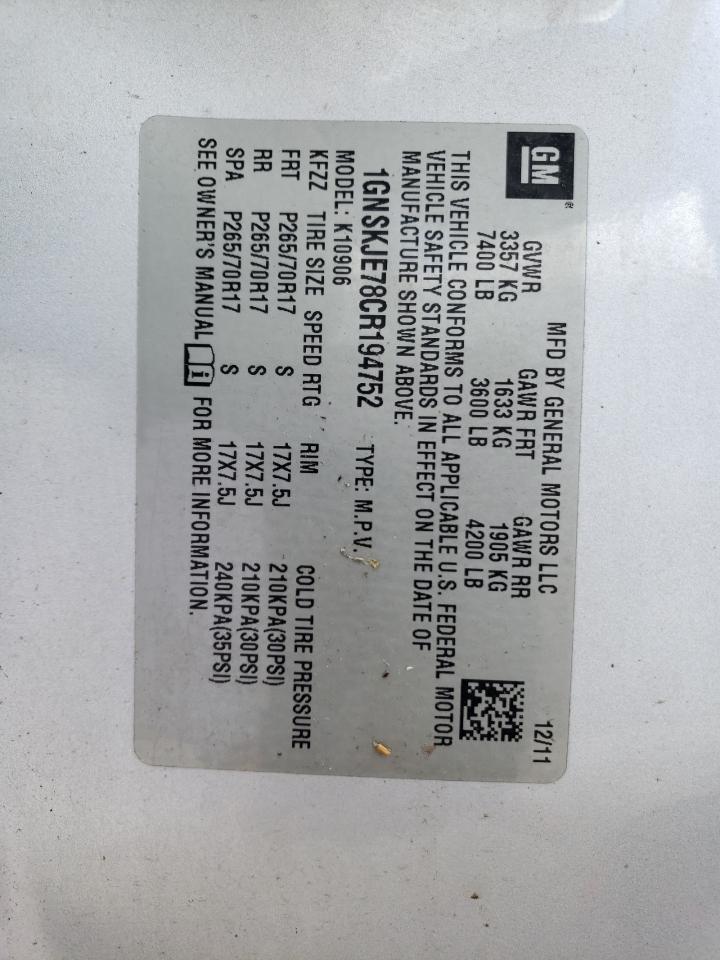 GM®
MFD BY GENERAL MOTORS LLC 12/11
GVWR GAWR FRT GAWR RR
3357 KG 1633 KG 1905 KG
7400 LB 3600 LB 4200 LB
THIS VEHICLE CONFORMS TO ALL APPLICABLE U.S. FEDERAL MOTOR
VEHICLE SAFETY STANDARDS IN EFFECT ON THE DATE OF
MANUFACTURE SHOWN ABOVE.
1GNSKJE78CR194752 TYPE: M.P.V.
MODEL: K10906
KFZZ TIRE SIZE SPEED RTG RIM COLD TIRE PRESSURE
FRT P265/70R17 S 17X7.5J 210KPA(30PSI)
RR P265/70R17 S 17X7.5J 210KPA(30PSI)
SPA P265/70R17 S 17X7.5J 240KPA(35PSI)
SEE OWNER'S MANUAL i FOR MORE INFORMATION.